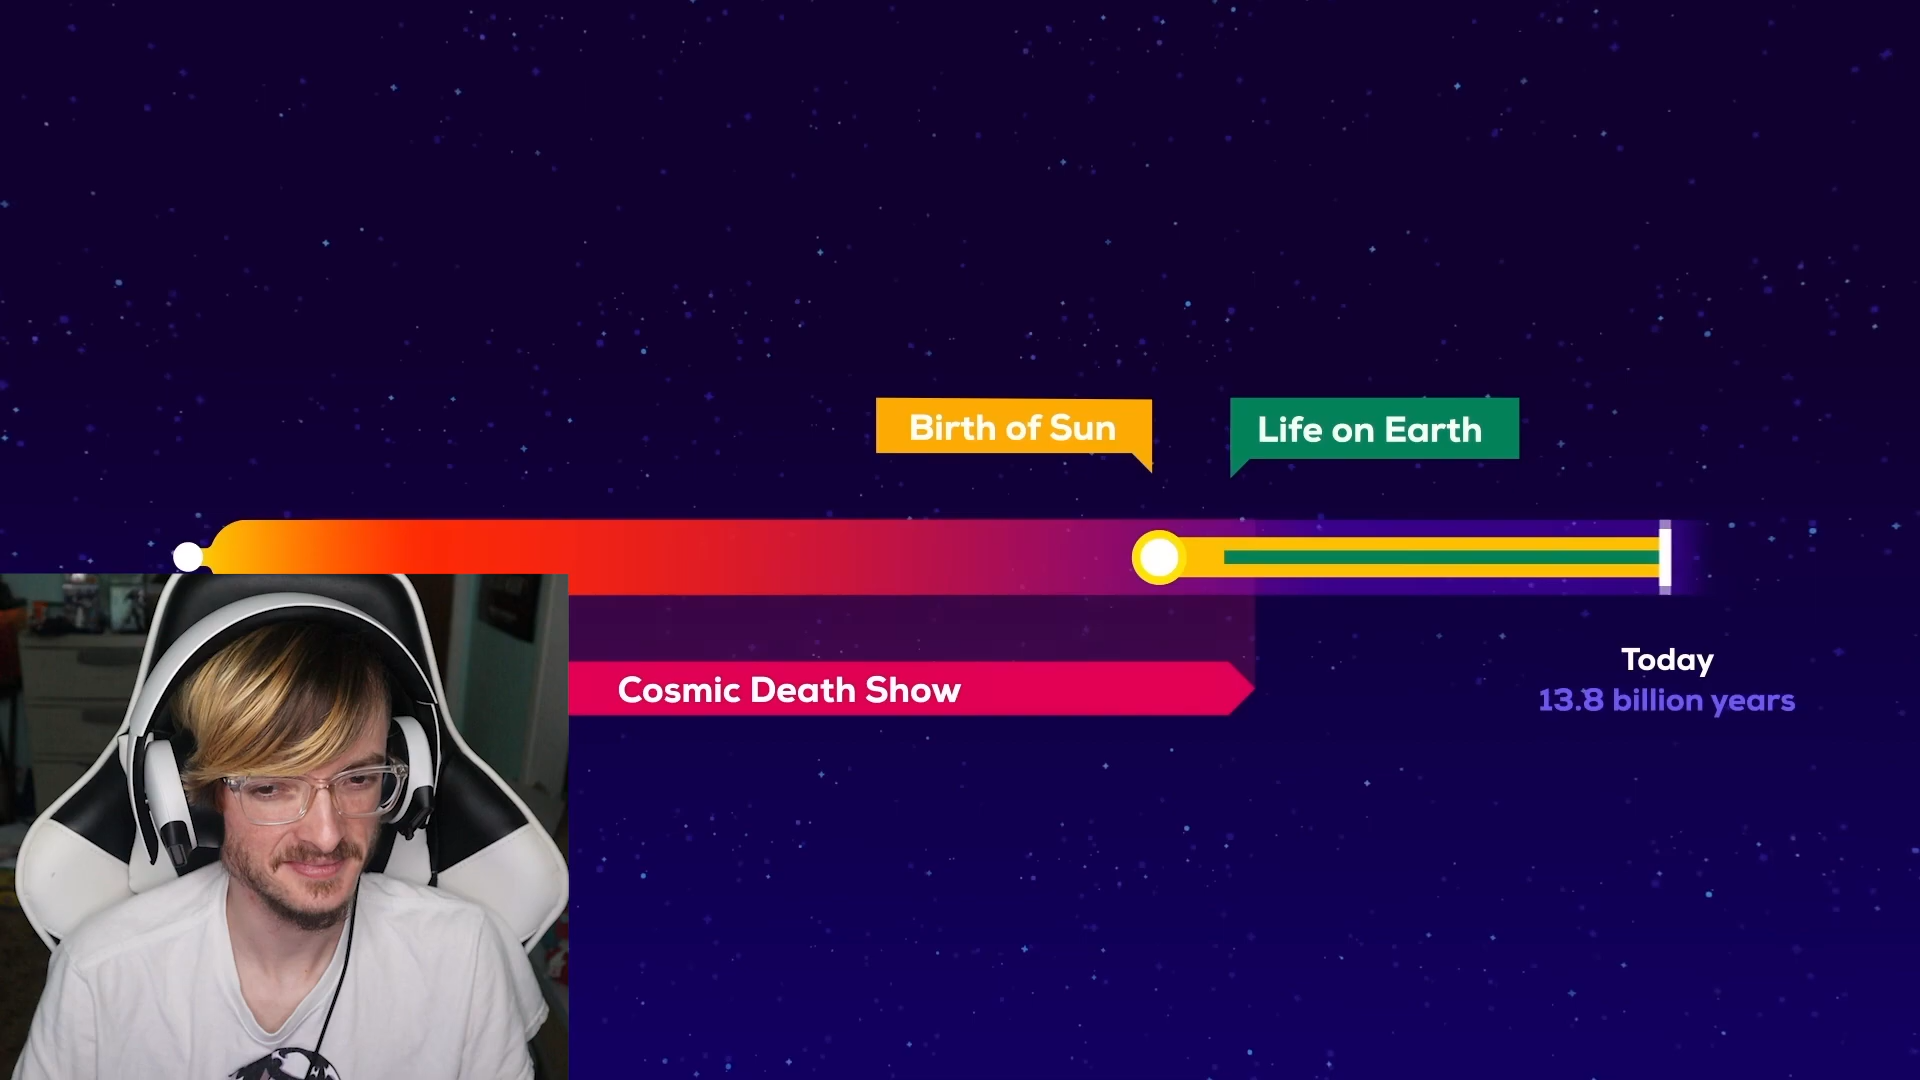 Birth of Sun
Life on Earth
Cosmic Death Show
Today
13.8 billion years